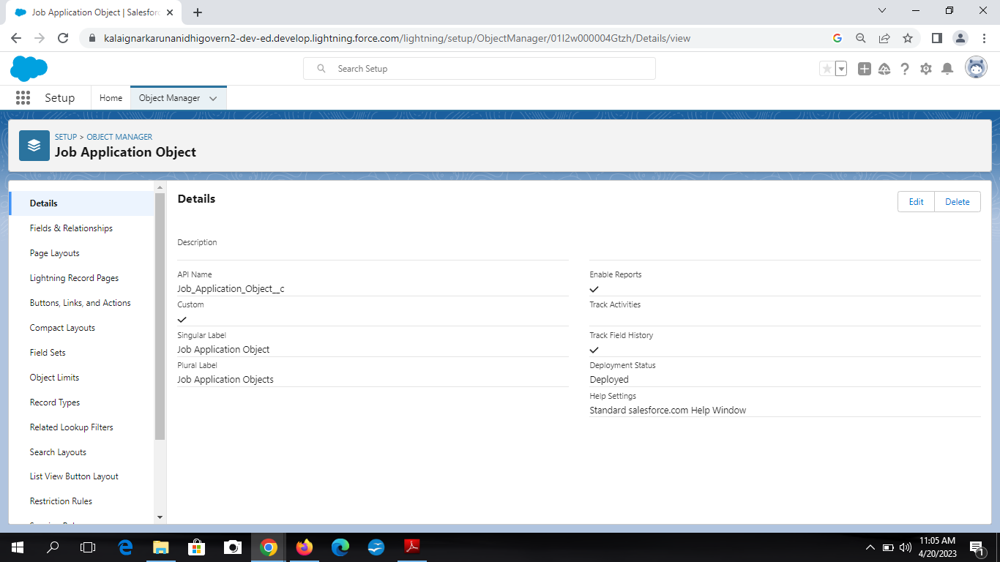 Job Application Object | Salesforc
kalaignarkarunanidhigovern2-dev-ed.develop.lightning.force.com/lightning/setup/ObjectManager/01I2w000004Gtzh/Details/view
Search Setup
Setup
Home
Object Manager
SETUP > OBJECT MANAGER
Job Application Object
Details
Fields & Relationships
Page Layouts
Lightning Record Pages
Buttons, Links, and Actions
Compact Layouts
Field Sets
Object Limits
Record Types
Related Lookup Filters
Search Layouts
List View Button Layout
Restriction Rules
Details
Edit
Delete
Description
API Name
Job_Application_Object__c
Custom
Singular Label
Job Application Object
Plural Label
Job Application Objects
Enable Reports
Track Activities
Track Field History
Deployment Status
Deployed
Help Settings
Standard salesforce.com Help Window
11:05 AM
4/20/2023
1